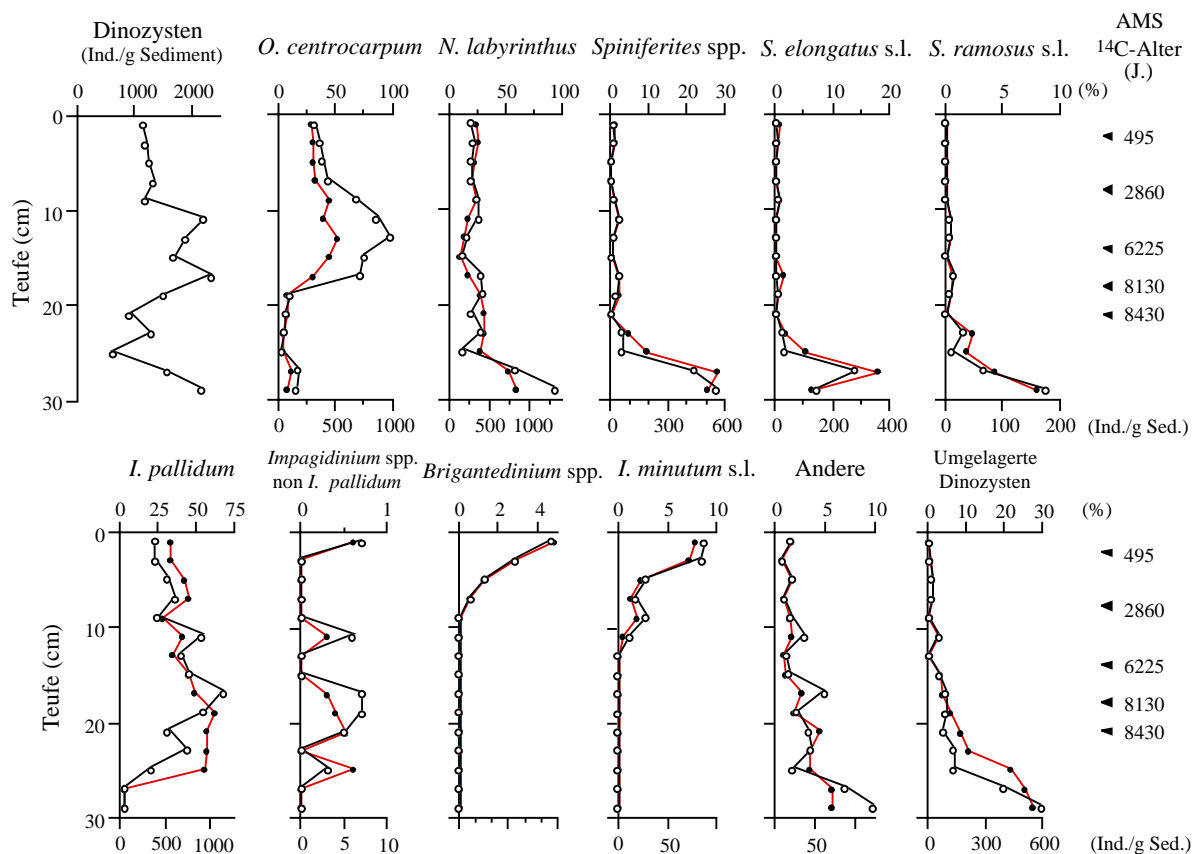 Dinozysten
(Ind./g Sediment)
O. centrocarpum
N. labyrinthus
Spiniferites spp.
S. elongatus s.l.
S. ramosus s.l.
AMS
14C-Alter
(J.)
0 1000 2000
0 50 100
0 50 100
0 10 20 30
0 10 20
0 5 10
(%)
Teufe (cm)
0
10
20
30
495
2860
6225
8130
8430
0 500 1000
0 500 1000
0 600
0 200 400
0 100 200
(Ind./g Sed.)
I. pallidum
Impagidinium spp.
non I. pallidum
Brigantedinium spp.
I. minutum s.l.
Andere
Umgelagerte
Dinozysten
0 25 50 75
0 1
0 2 4
0 5 10
0 5 10
0 10 20 30
(%)
Teufe (cm)
0
10
20
30
495
2860
6225
8130
8430
0 500 1000
0 5 10
0 50
0 50
50
0 300 600
(Ind./g Sed.)